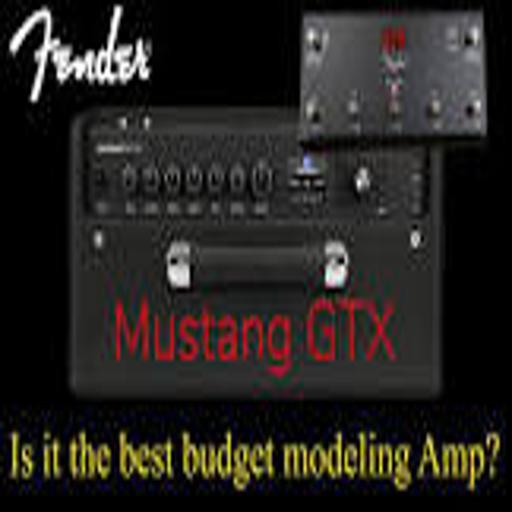 Fender
Mustang GTX
Is it the best budget modeling Amp?